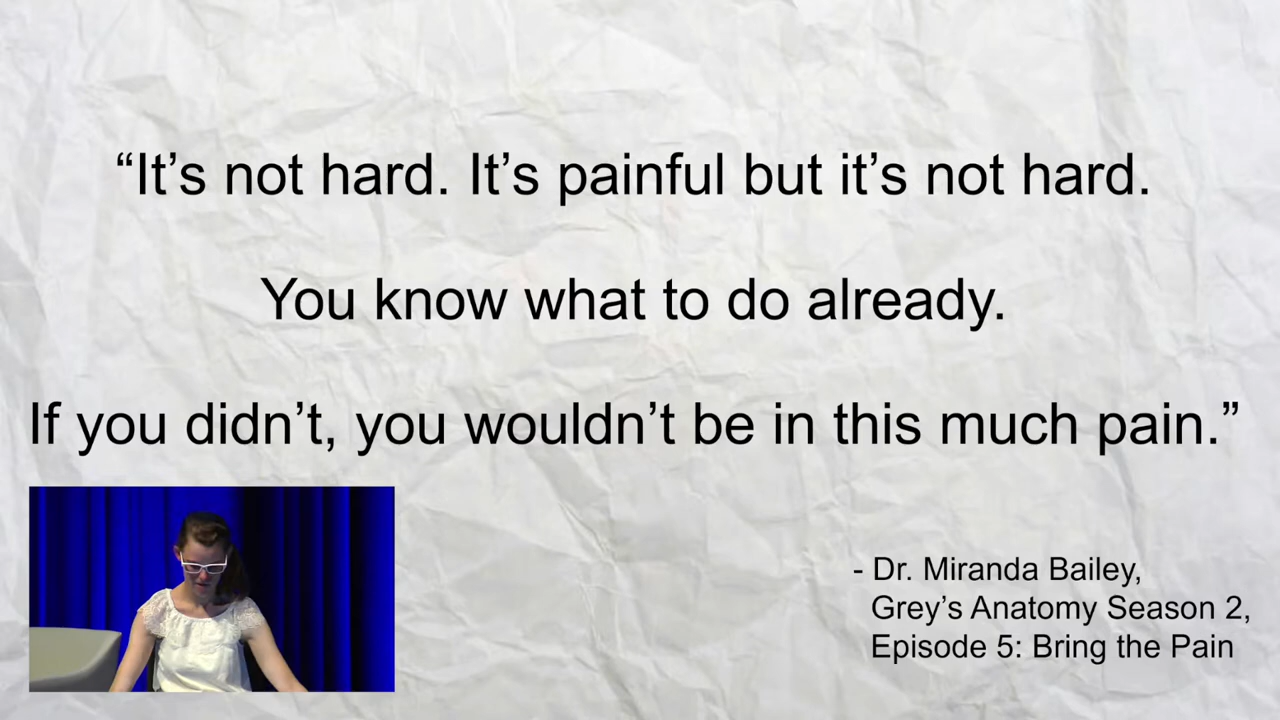 “It’s not hard. It’s painful but it’s not hard.
You know what to do already.
If you didn’t, you wouldn’t be in this much pain.”
- Dr. Miranda Bailey,
Grey’s Anatomy Season 2,
Episode 5: Bring the Pain